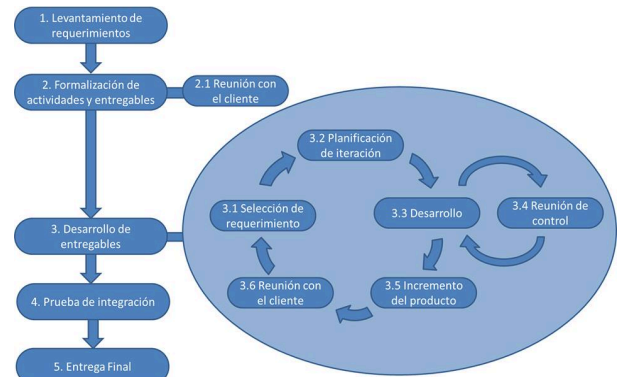 1. Levantamiento de
requerimientos
2. Formalización de
actividades y entregables
2.1 Reunión con
el cliente
3.2 Planificación
de iteración
3.1 Selección de
requerimiento
3.3 Desarrollo
3.4 Reunión de
control
3. Desarrollo de
entregables
3.6 Reunión con
el cliente
3.5 Incremento
del producto
4. Prueba de integración
5. Entrega Final